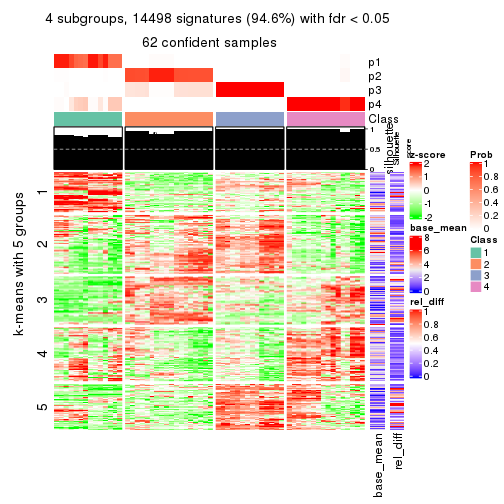 4 subgroups, 14498 signatures (94.6%) with fdr < 0.05
62 confident samples
p1
p2
p3
p4
Class
1
0.5
0
silhouette
Silhouette
score
k-means with 5 groups
1
2
3
4
5
base_mean
rel_diff
z-score
2
1
0
-1
-2
base_mean
8
6
4
2
0
rel_diff
1
0.8
0.6
0.4
0.2
0
Prob
1
0.8
0.6
0.4
0.2
0
Class
1
2
3
4